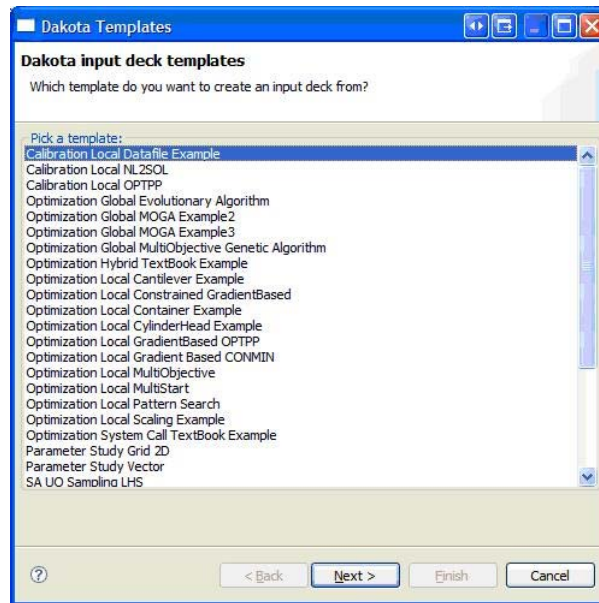 Dakota Templates
Dakota input deck templates
Which template do you want to create an input deck from?
Pick a template:
Calibration Local Datafile Example
Calibration Local NL2SOL
Calibration Local OPTPP
Optimization Global Evolutionary Algorithm
Optimization Global MOGA Example2
Optimization Global MOGA Example3
Optimization Global MultiObjective Genetic Algorithm
Optimization Hybrid TextBook Example
Optimization Local Cantilever Example
Optimization Local Constrained GradientBased
Optimization Local Container Example
Optimization Local CylinderHead Example
Optimization Local GradientBased OPTPP
Optimization Local Gradient Based CONMIN
Optimization Local MultiObjective
Optimization Local MultiStart
Optimization Local Pattern Search
Optimization Local Scaling Example
Optimization System Call TextBook Example
Parameter Study Grid 2D
Parameter Study Vector
SA UO Sampling LHS
? < Back Next > Finish Cancel